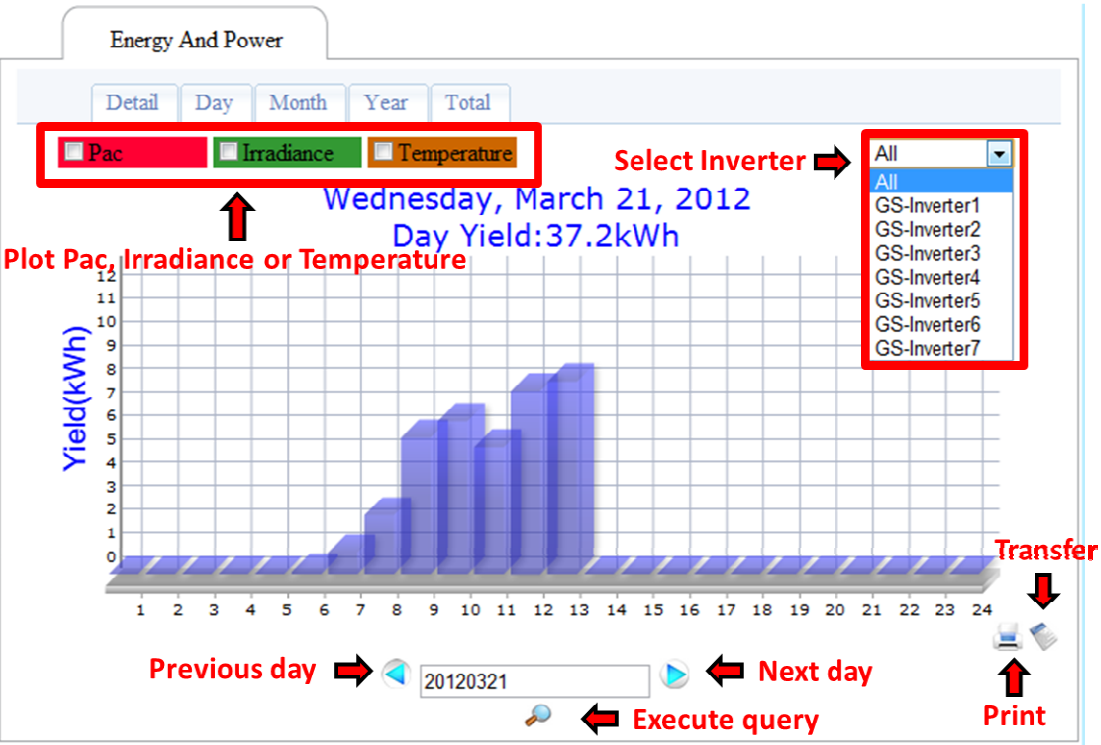 Energy And Power
Detail Day Month Year Total
Pac Irradiance Temperature
Select Inverter
All
All
GS-Inverter1
GS-Inverter2
GS-Inverter3
GS-Inverter4
GS-Inverter5
GS-Inverter6
GS-Inverter7
Wednesday, March 21, 2012
Day Yield:37.2kWh
Plot Pac, Irradiance or Temperature
Yield(kWh)
12
11
10
9
8
7
6
5
4
3
2
1
0
1 2 3 4 5 6 7 8 9 10 11 12 13 14 15 16 17 18 19 20 21 22 23 24
Transfer
Previous day
20120321
Next day
Print
Execute query